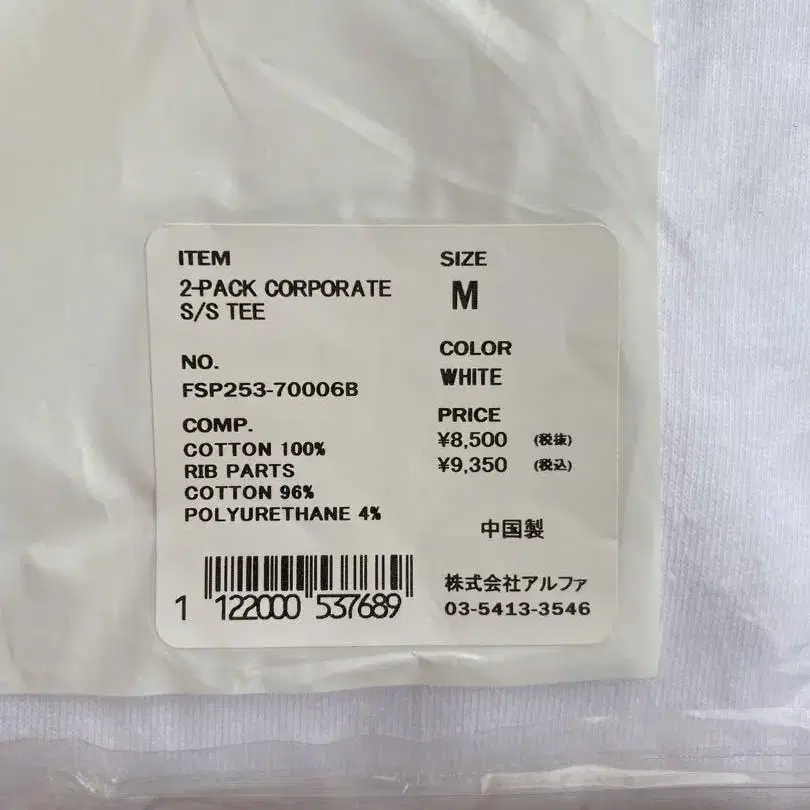 ITEM
2-PACK CORPORATE
S/S TEE
NO.
FSP253-70006B
COMP.
COTTON 100%
RIB PARTS
COTTON 96%
POLYURETHANE 4%
SIZE
M
COLOR
WHITE
PRICE
¥8,500 (税抜)
¥9,350 (税込)
中国製
株式会社アルファ
03-5413-3546
1 122000 537689